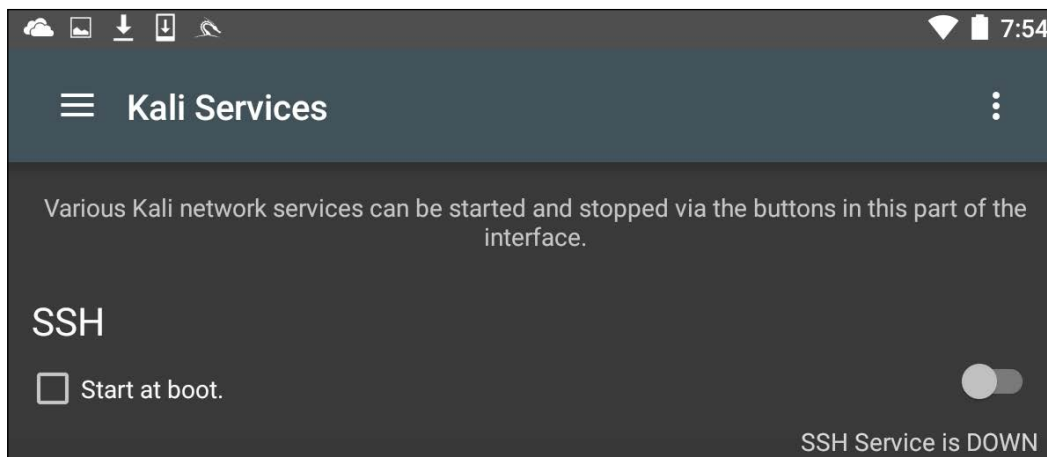 7:54
Kali Services
Various Kali network services can be started and stopped via the buttons in this part of the
interface.
SSH
Start at boot.
SSH Service is DOWN